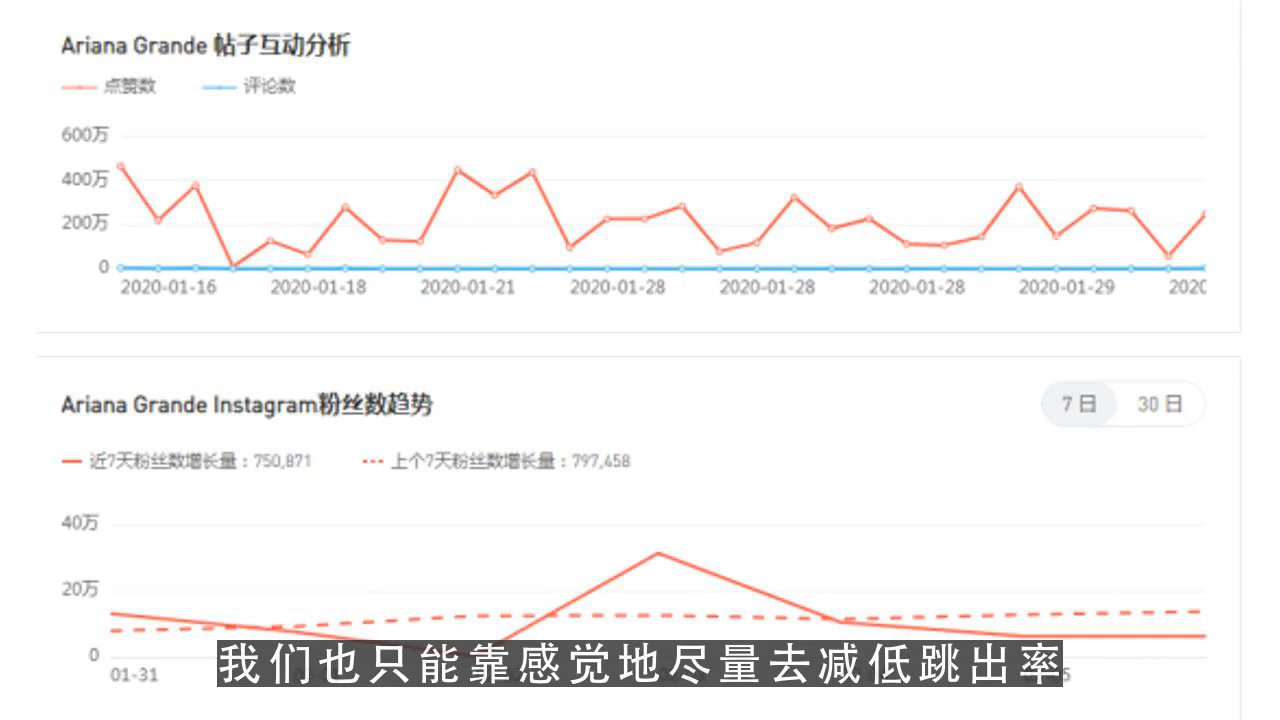 Ariana Grande 帖子互动分析
点赞数 评论数
600万
400万
200万
0
2020-01-16 2020-01-18 2020-01-21 2020-01-28 2020-01-28 2020-01-28 2020-01-29 2020
Ariana Grande Instagram粉丝数趋势
7 日 30 日
近7天粉丝数增长量：750,871 上个7天粉丝数增长量：797,458
40万
20万
0
01-31
我们也只能靠感觉地尽量去减低跳出率